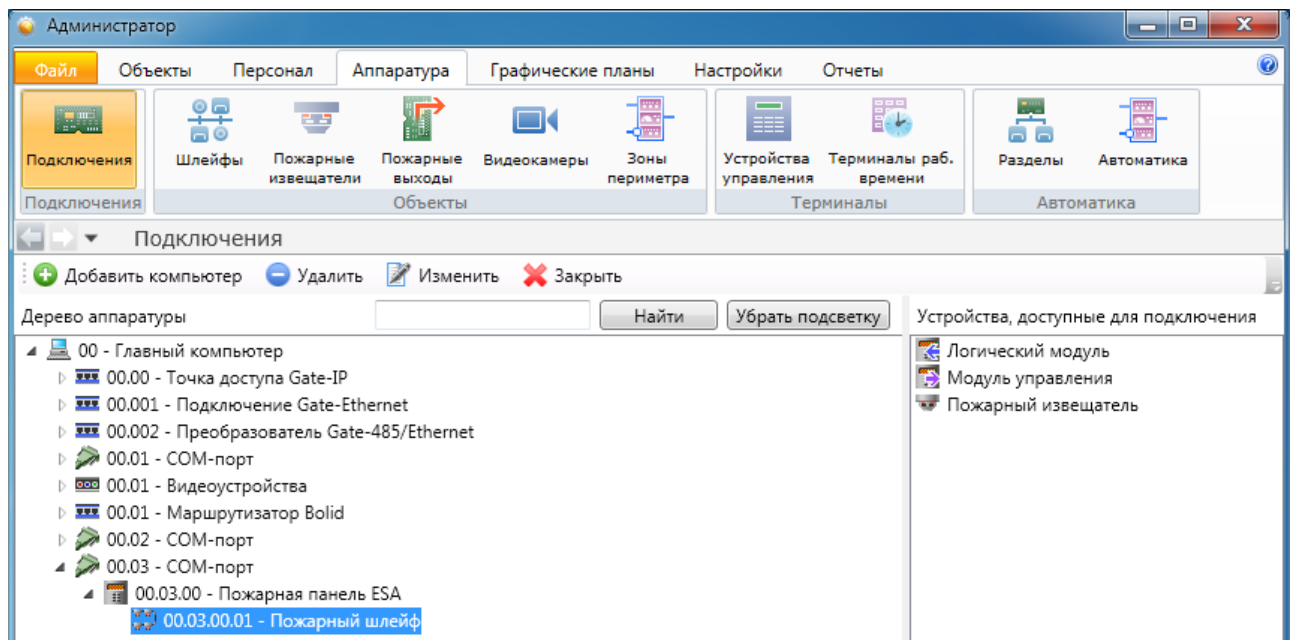 Администратор
Файл Объекты Персонал Аппаратура Графические планы Настройки Отчеты
Подключения Шлейфы Пожарные извещатели Пожарные выходы Видеокамеры Зоны периметра Устройства управления Терминалы раб. времени Разделы Автоматика
Подключения Объекты Терминалы Автоматика
Подключения
Добавить компьютер Удалить Изменить Закрыть
Дерево аппаратуры Найти Убрать подсветку Устройства, доступные для подключения
00 - Главный компьютер
00.00 - Точка доступа Gate-IP
00.001 - Подключение Gate-Ethernet
00.002 - Преобразователь Gate-485/Ethernet
00.01 - COM-порт
00.01 - Видеоустройства
00.01 - Маршрутизатор Bolid
00.02 - COM-порт
00.03 - COM-порт
00.03.00 - Пожарная панель ESA
00.03.00.01 - Пожарный шлейф
Логический модуль
Модуль управления
Пожарный извещатель